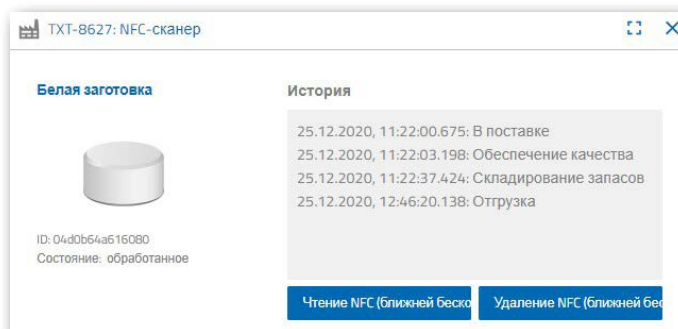 TXT-8627: NFC-сканер
Белая заготовка
ID: 04d0b64a616080
Состояние: обработанное
История
25.12.2020, 11:22:00.675: В поставке
25.12.2020, 11:22:03.198: Обеспечение качества
25.12.2020, 11:22:37.424: Складирование запасов
25.12.2020, 12:46:20.138: Отгрузка
Чтение NFC (ближней беско
Удаление NFC (ближней бес